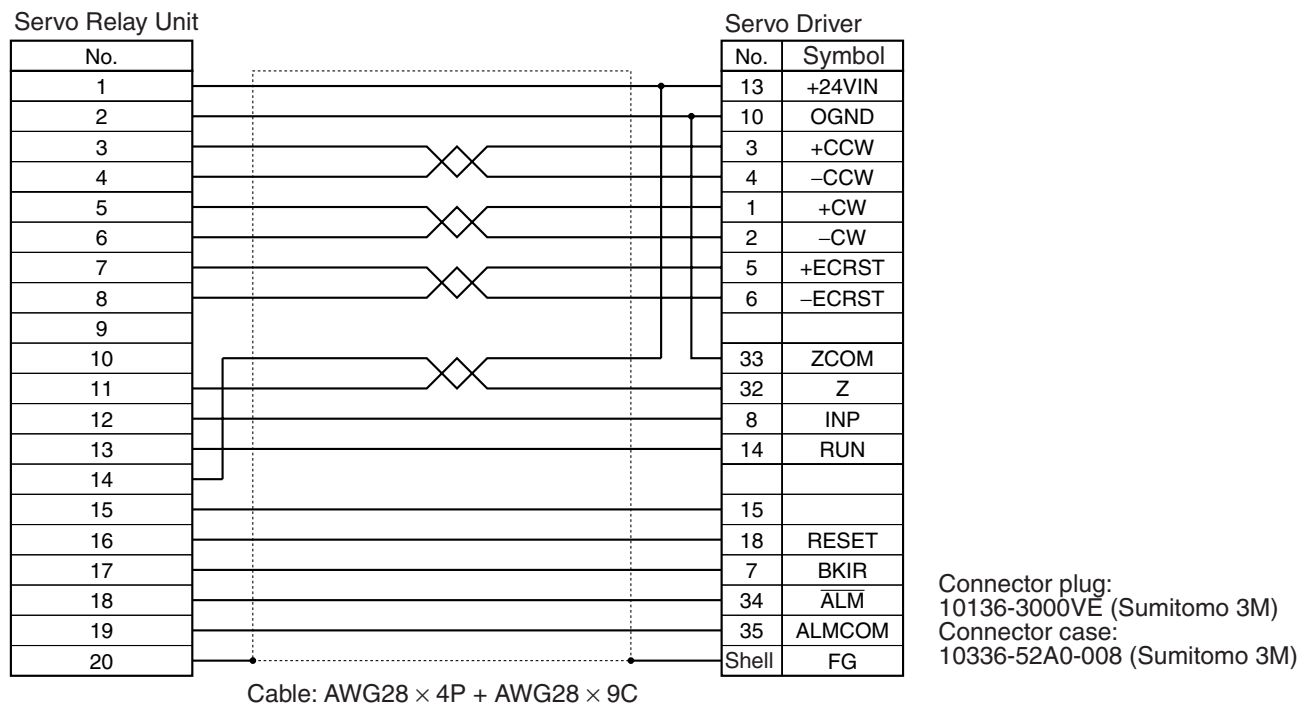 Servo Relay Unit
Servo Driver
No.
No. Symbol
1
13 +24VIN
2
10 OGND
3
3 +CCW
4
4 −CCW
5
1 +CW
6
2 −CW
7
5 +ECRST
8
6 −ECRST
9
10
33 ZCOM
11
32 Z
12
8 INP
13
14 RUN
14
15
15
16
18 RESET
17
7 BKIR
18
34 A̅L̅M̅
19
35 ALMCOM
20
Shell FG
Connector plug:
10136-3000VE (Sumitomo 3M)
Connector case:
10336-52A0-008 (Sumitomo 3M)
Cable: AWG28 × 4P + AWG28 × 9C